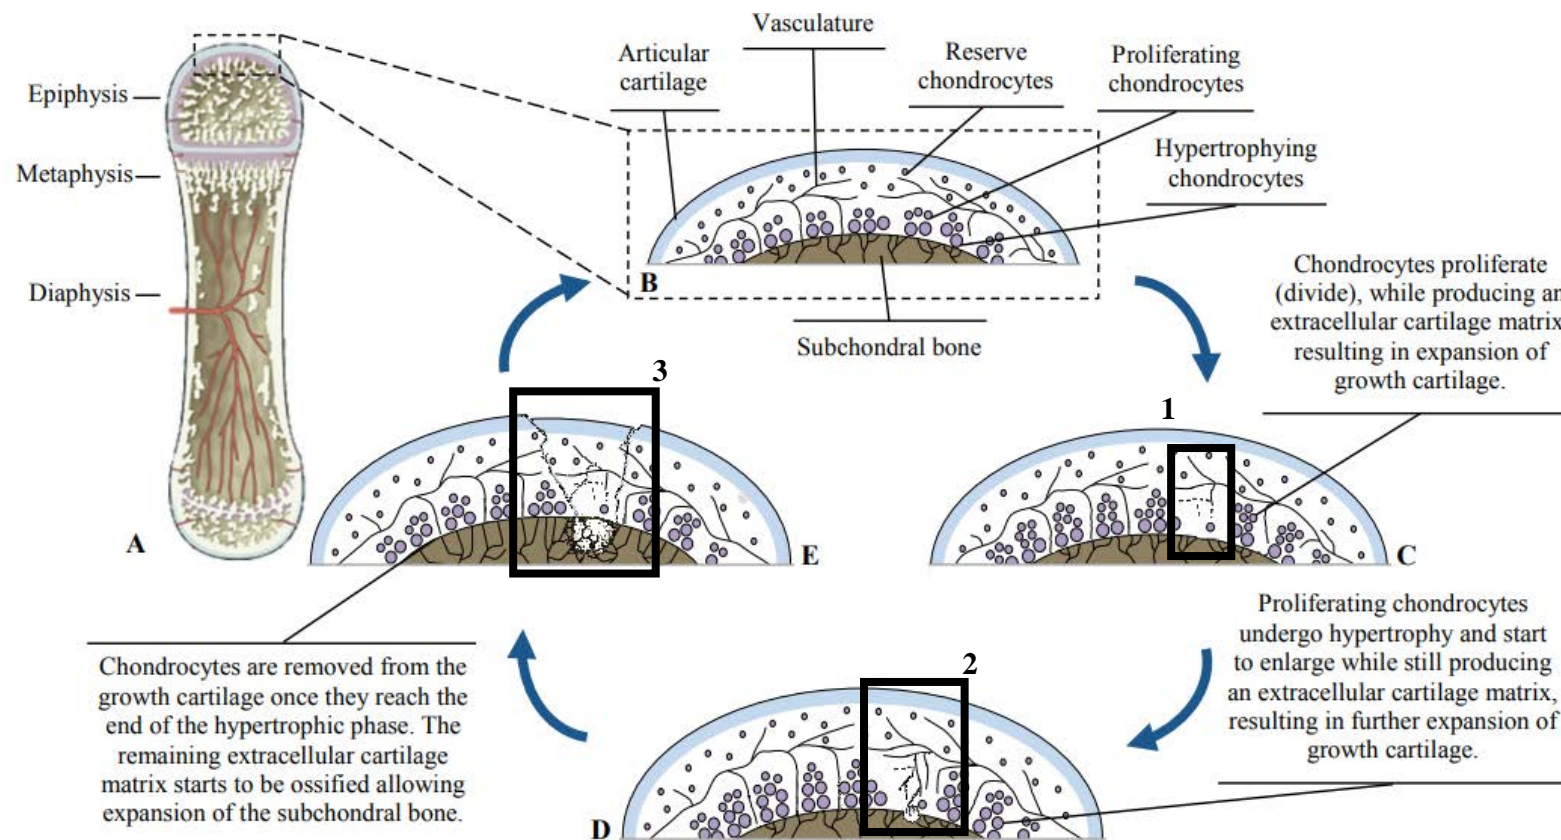 Vasculature
Articular
cartilage
Reserve
chondrocytes
Proliferating
chondrocytes
Epiphysis
Hypertrophying
chondrocytes
Metaphysis
Diaphysis
B
Subchondral bone
Chondrocytes proliferate
(divide), while producing an
extracellular cartilage matrix
resulting in expansion of
growth cartilage.
3
1
A
E
C
Chondrocytes are removed from the
growth cartilage once they reach the
end of the hypertrophic phase. The
remaining extracellular cartilage
matrix starts to be ossified allowing
expansion of the subchondral bone.
2
D
Proliferating chondrocytes
undergo hypertrophy and start
to enlarge while still producing
an extracellular cartilage matrix,
resulting in further expansion of
growth cartilage.